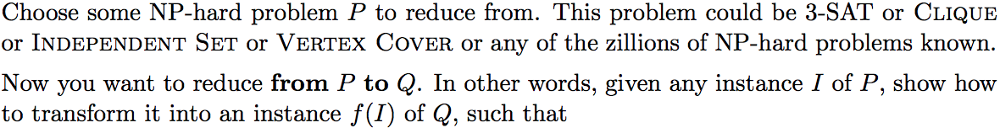 Choose some NP-hard problem P to reduce from. This problem could be 3-SAT or CLIQUE
or INDEPENDENT SET or VERTEX COVER or any of the zillions of NP-hard problems known.
Now you want to reduce from P to Q. In other words, given any instance I of P, show how
to transform it into an instance f(I) of Q, such that